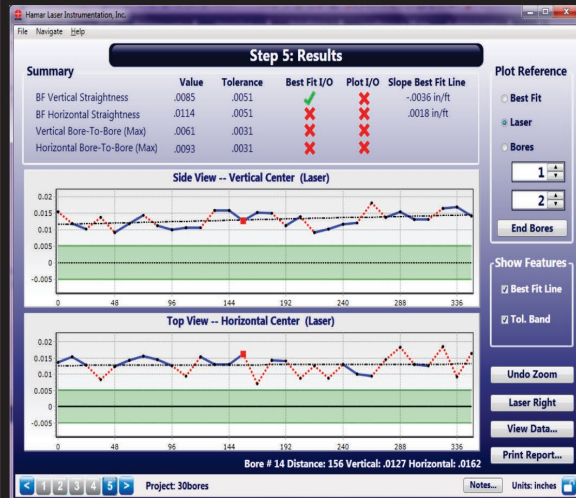 Hamar Laser Instrumentation, Inc.
File Navigate Help
Step 5: Results
Summary
Value Tolerance Best Fit I/O Plot I/O Slope Best Fit Line
BF Vertical Straightness .0085 .0051 -.0036 in/ft
BF Horizontal Straightness .0114 .0051 .0018 in/ft
Vertical Bore-To-Bore (Max) .0061 .0031
Horizontal Bore-To-Bore (Max) .0093 .0031
Plot Reference
Best Fit
Laser
Bores
1
2
End Bores
Side View -- Vertical Center (Laser)
0.02
0.015
0.01
0.005
0
-0.005
0 48 96 144 192 240 288 336
Show Features
Best Fit Line
Tol. Band
Top View -- Horizontal Center (Laser)
0.02
0.015
0.01
0.005
0
-0.005
0 48 96 144 192 240 288 336
Undo Zoom
Laser Right
View Data...
Print Report...
Bore # 14 Distance: 156 Vertical: .0127 Horizontal: .0162
< 1 2 3 4 5 > Project: 30bores Notes... Units: inches